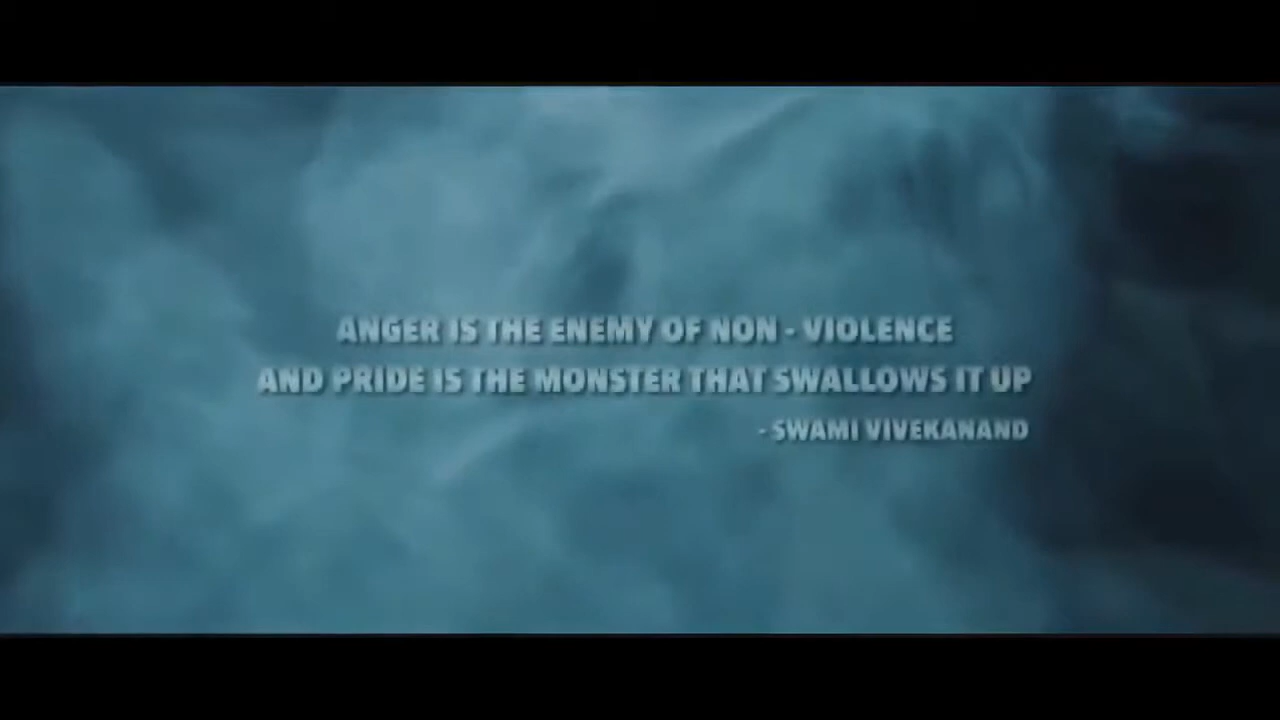 ANGER IS THE ENEMY OF NON - VIOLENCE
AND PRIDE IS THE MONSTER THAT SWALLOWS IT UP
- SWAMI VIVEKANAND